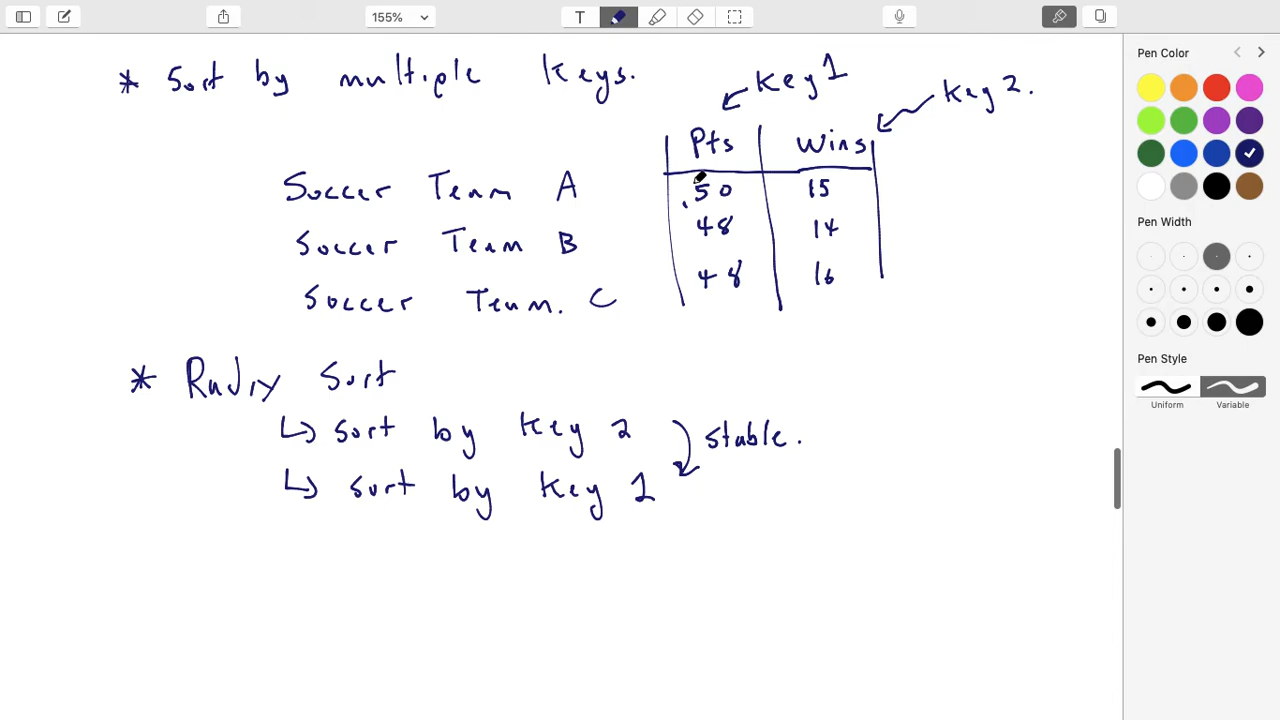 155%
T
Pen Color
Pen Width
Pen Style
Uniform
Variable
* Sort by multiple keys.
key 1
key 2.
Pts Wins
Soccer Team A 50 15
Soccer Team B 48 14
Soccer Team. C 48 16
* Radix Sort
↳ sort by key 2
stable.
↳ sort by key 1